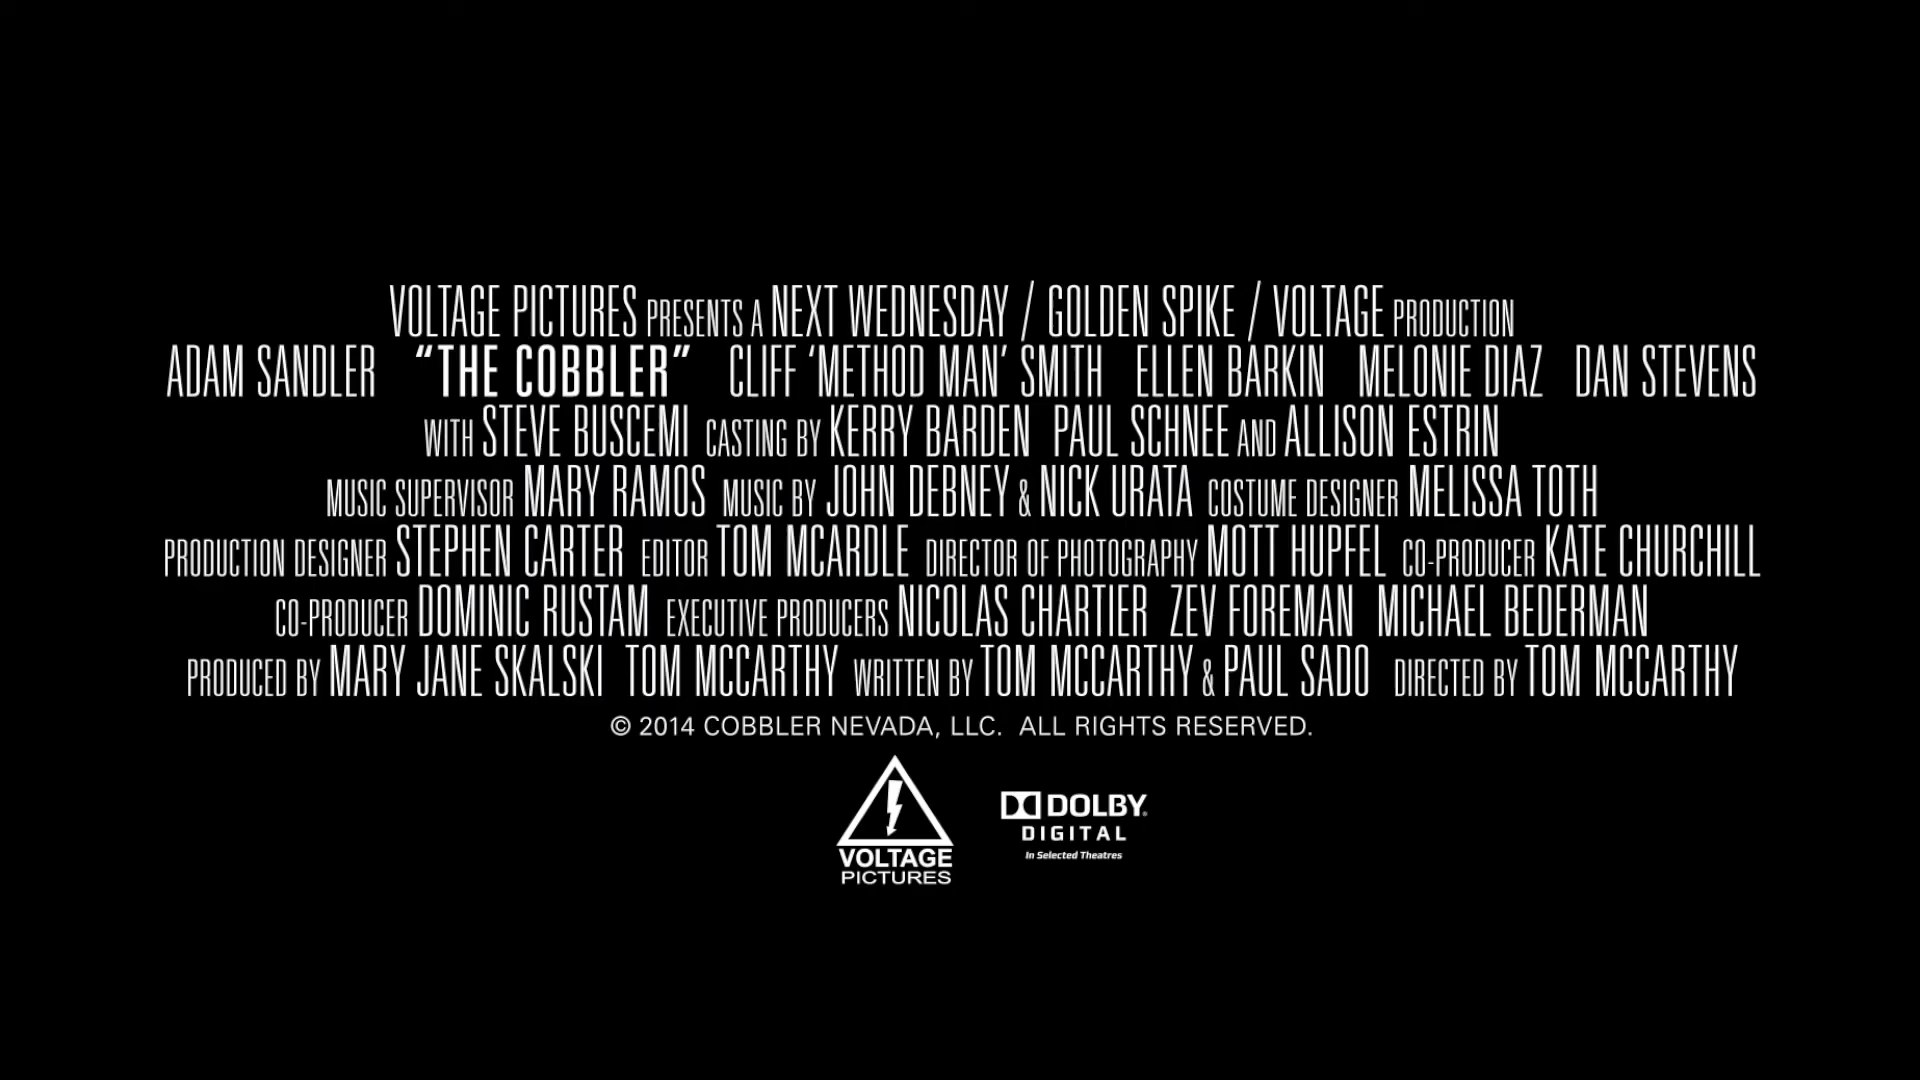 VOLTAGE PICTURES PRESENTS A NEXT WEDNESDAY / GOLDEN SPIKE / VOLTAGE PRODUCTION
ADAM SANDLER "THE COBBLER" CLIFF 'METHOD MAN' SMITH ELLEN BARKIN MELONIE DIAZ DAN STEVENS
WITH STEVE BUSCEMI CASTING BY KERRY BARDEN PAUL SCHNEE AND ALLISON ESTRIN
MUSIC SUPERVISOR MARY RAMOS MUSIC BY JOHN DEBNEY & NICK URATA COSTUME DESIGNER MELISSA TOTH
PRODUCTION DESIGNER STEPHEN CARTER EDITOR TOM MCARDLE DIRECTOR OF PHOTOGRAPHY MOTT HUPFEL CO-PRODUCER KATE CHURCHILL
CO-PRODUCER DOMINIC RUSTAM EXECUTIVE PRODUCERS NICOLAS CHARTIER ZEV FOREMAN MICHAEL BEDERMAN
PRODUCED BY MARY JANE SKALSKI TOM MCCARTHY WRITTEN BY TOM MCCARTHY & PAUL SADO DIRECTED BY TOM MCCARTHY
© 2014 COBBLER NEVADA, LLC. ALL RIGHTS RESERVED.
VOLTAGE
PICTURES
DOLBY
DIGITAL
In Selected Theatres